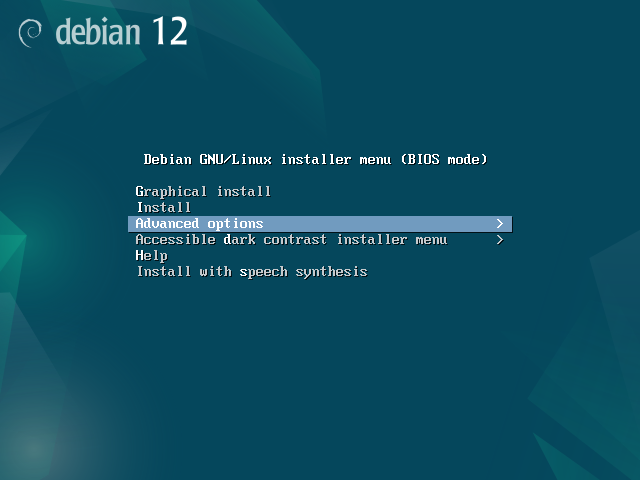 debian 12
Debian GNU/Linux installer menu (BIOS mode)
Graphical install
Install
Advanced options >
Accessible dark contrast installer menu >
Help
Install with speech synthesis